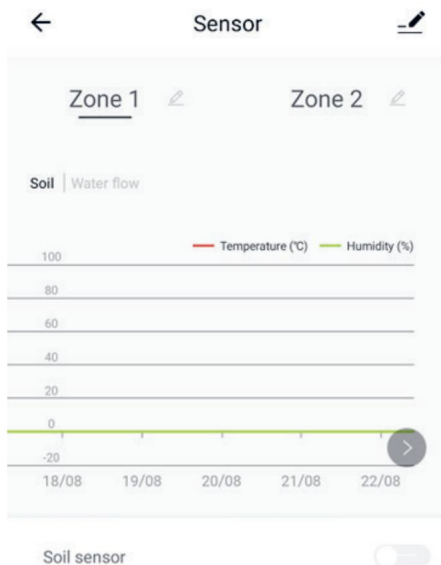 Sensor
Zone 1 Zone 2
Soil | Water flow
Temperature (℃) Humidity (%)
100
80
60
40
20
0
-20
18/08 19/08 20/08 21/08 22/08
Soil sensor